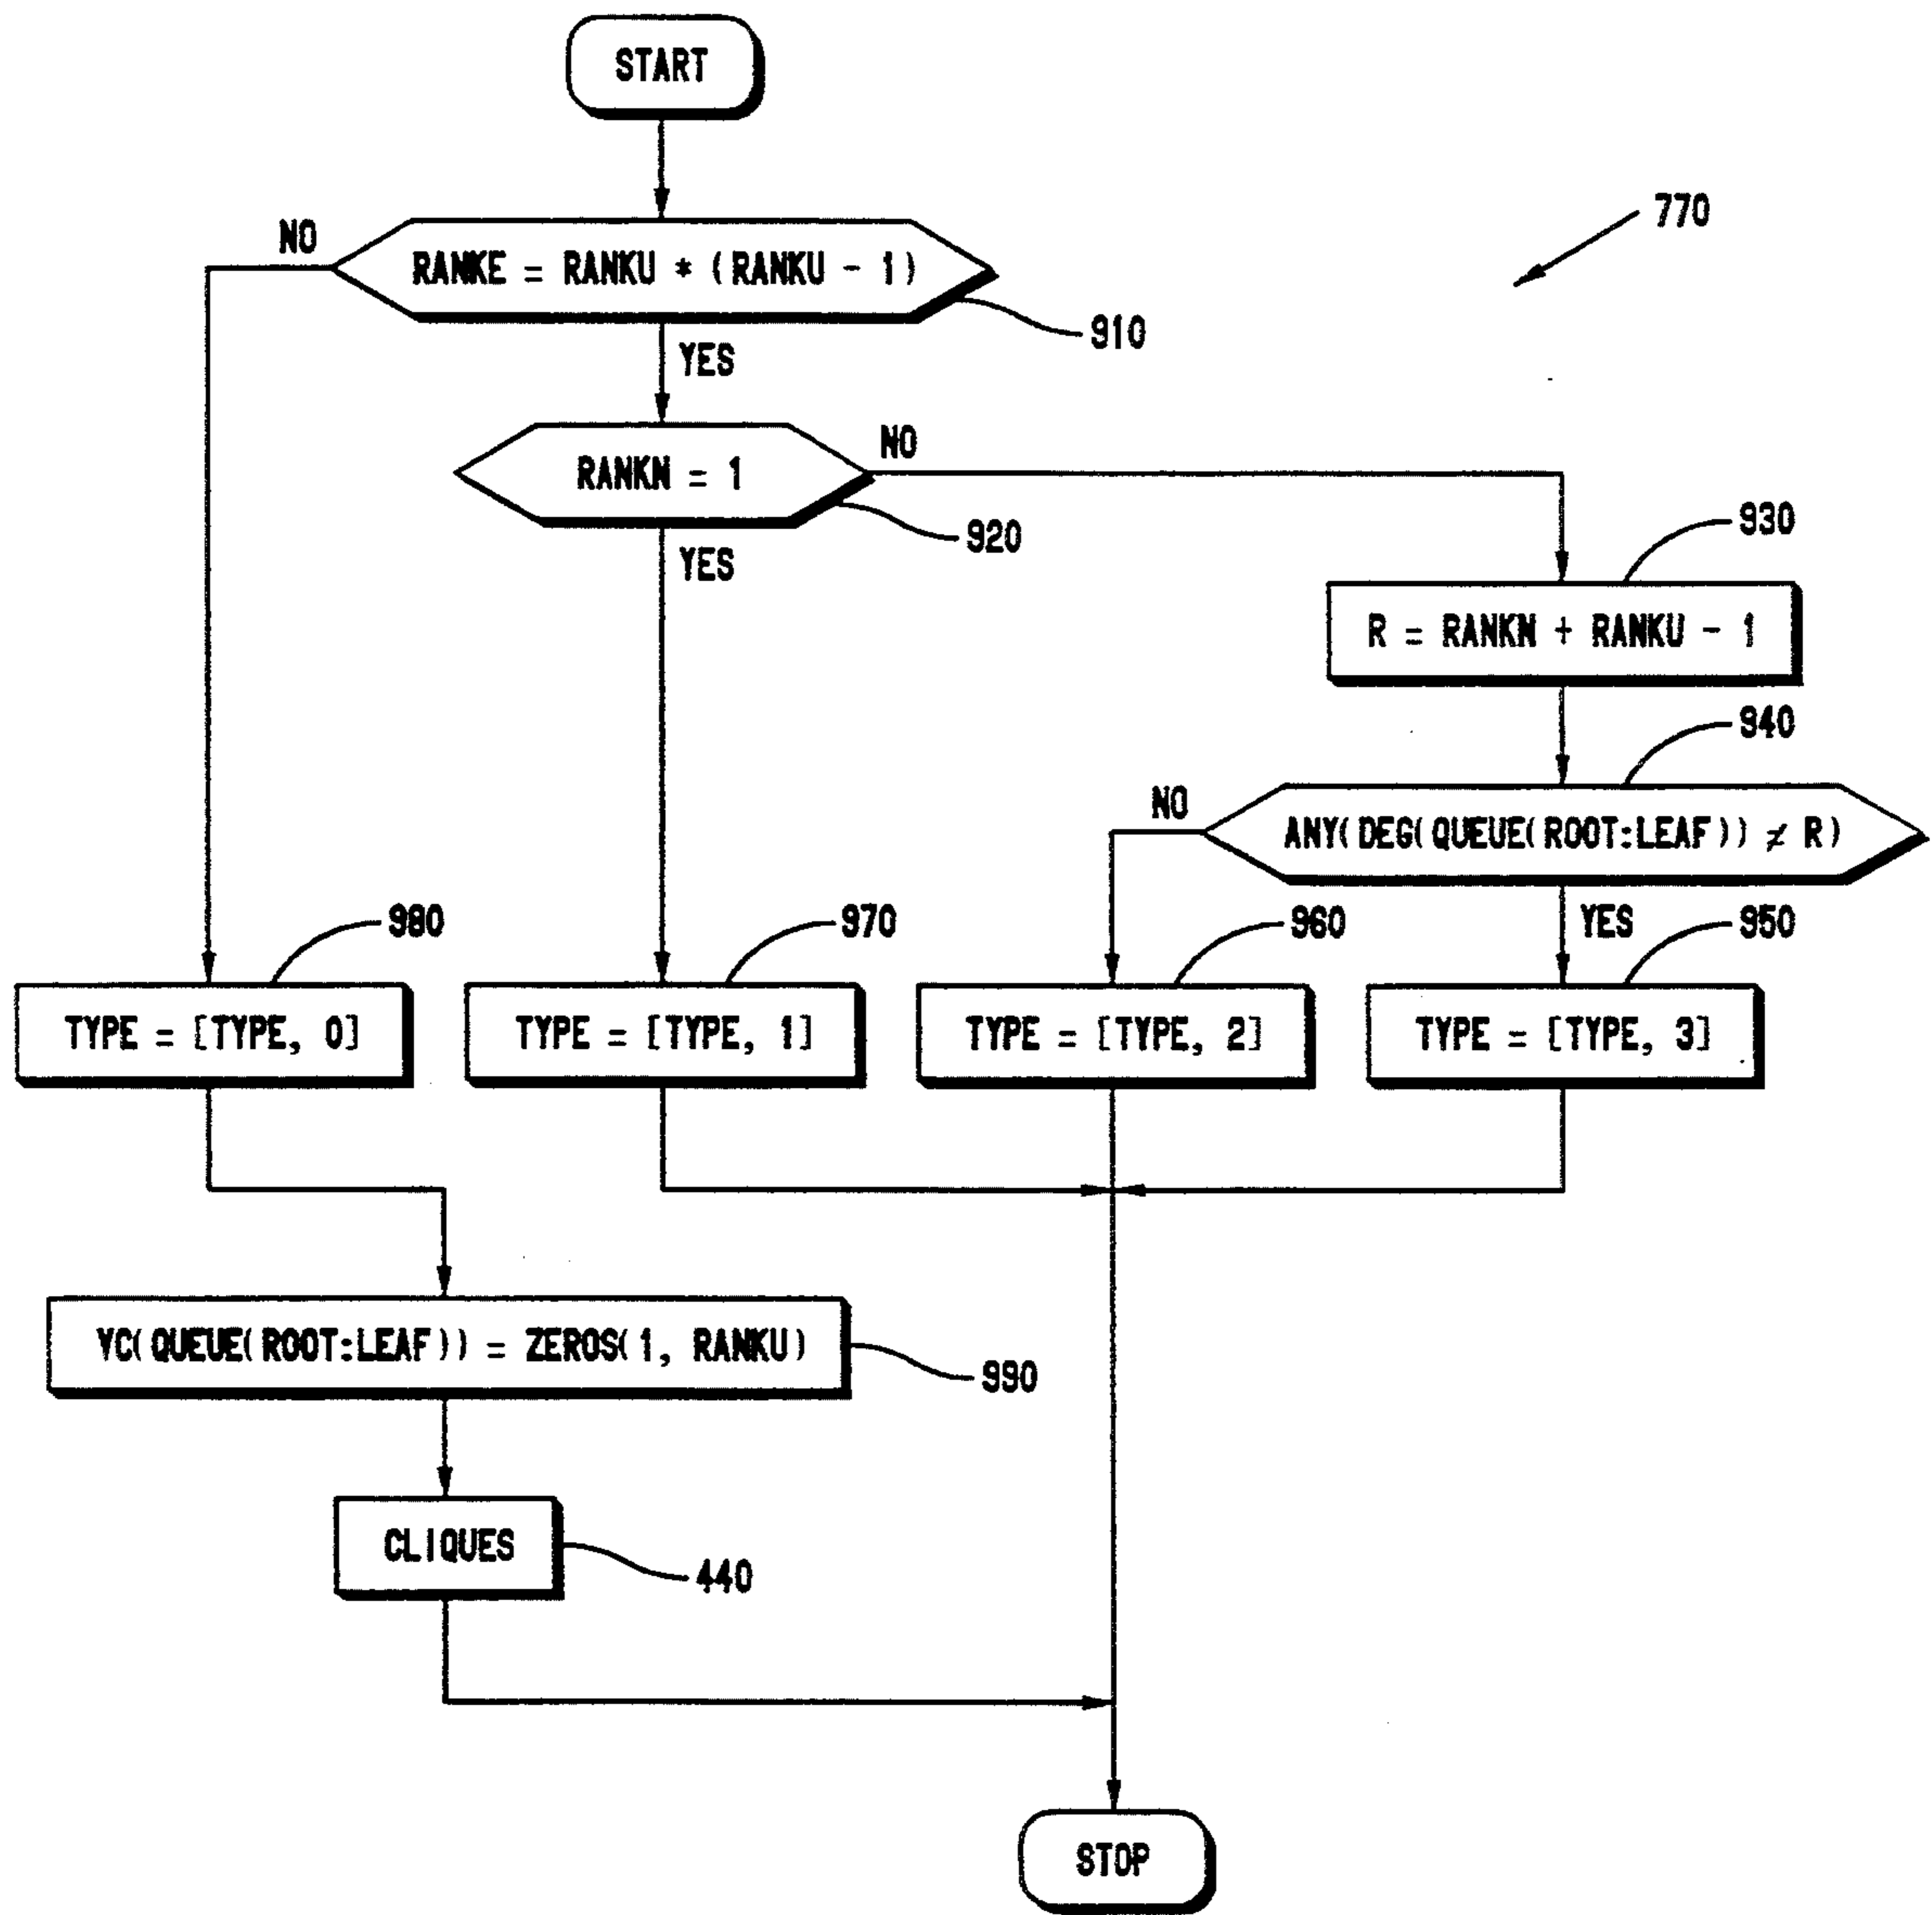 START
770
NO
RANKE = RANKU * (RANKU - 1)
910
YES
NO
RANKN = 1
920
YES
930
R = RANKN + RANKU - 1
940
NO
ANY(DEG(QUEUE(ROOT:LEAF)) ≠ R)
YES
980
970
960
950
TYPE = [TYPE, 0]
TYPE = [TYPE, 1]
TYPE = [TYPE, 2]
TYPE = [TYPE, 3]
VC(QUEUE(ROOT:LEAF)) = ZEROS(1, RANKU)
990
CLIQUES
440
STOP